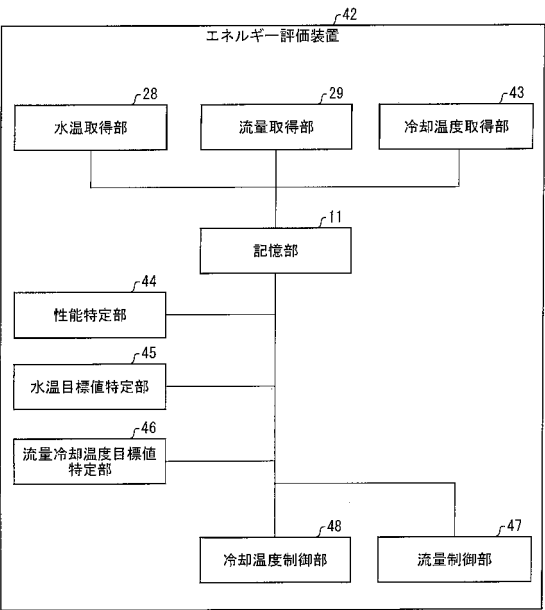 42
エネルギー評価装置
28
29
43
水温取得部
流量取得部
冷却温度取得部
11
記憶部
44
性能特定部
45
水温目標値特定部
46
流量冷却温度目標値
特定部
48
47
冷却温度制御部
流量制御部